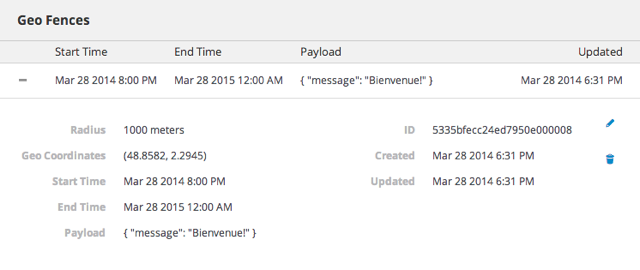 Geo Fences
Start Time End Time Payload Updated
Mar 28 2014 8:00 PM Mar 28 2015 12:00 AM { "message": "Bienvenue!" } Mar 28 2014 6:31 PM
Radius 1000 meters ID 5335bfecc24ed7950e000008
Geo Coordinates (48.8582, 2.2945) Created Mar 28 2014 6:31 PM
Start Time Mar 28 2014 8:00 PM Updated Mar 28 2014 6:31 PM
End Time Mar 28 2015 12:00 AM
Payload { "message": "Bienvenue!" }